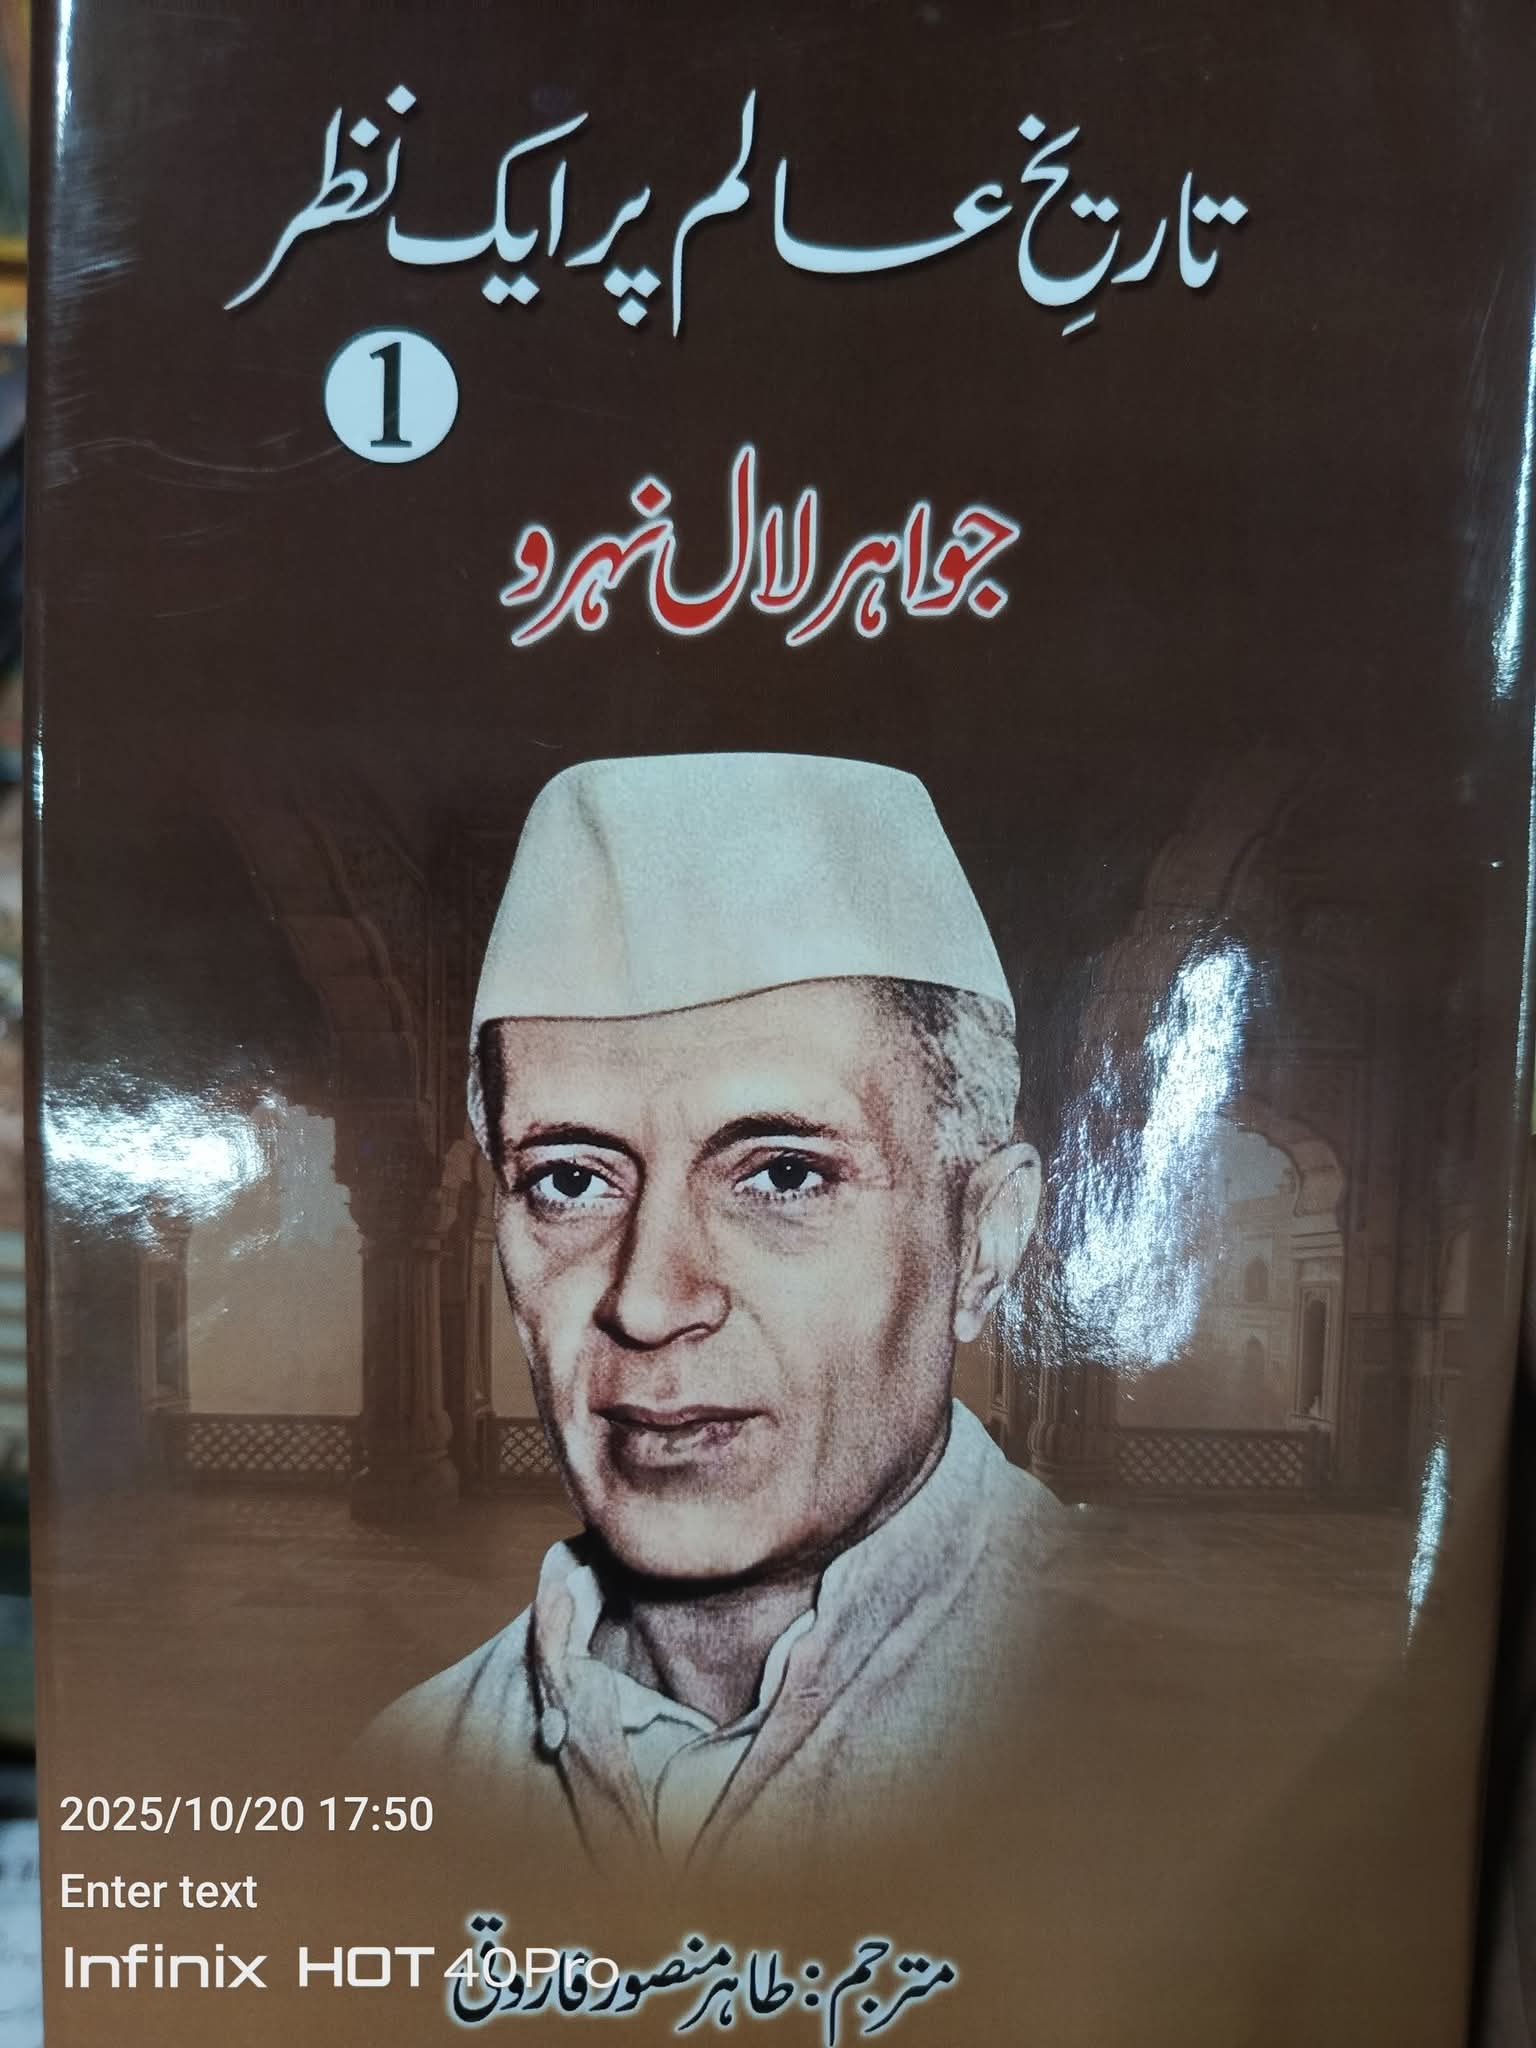 تاریخِ عالم پر ایک نظر
1
جواہر لال نہرو
2025/10/20 17:50
Enter text
Infinix HOT 40Pro
مترجم: طاہر منصور فاروقی